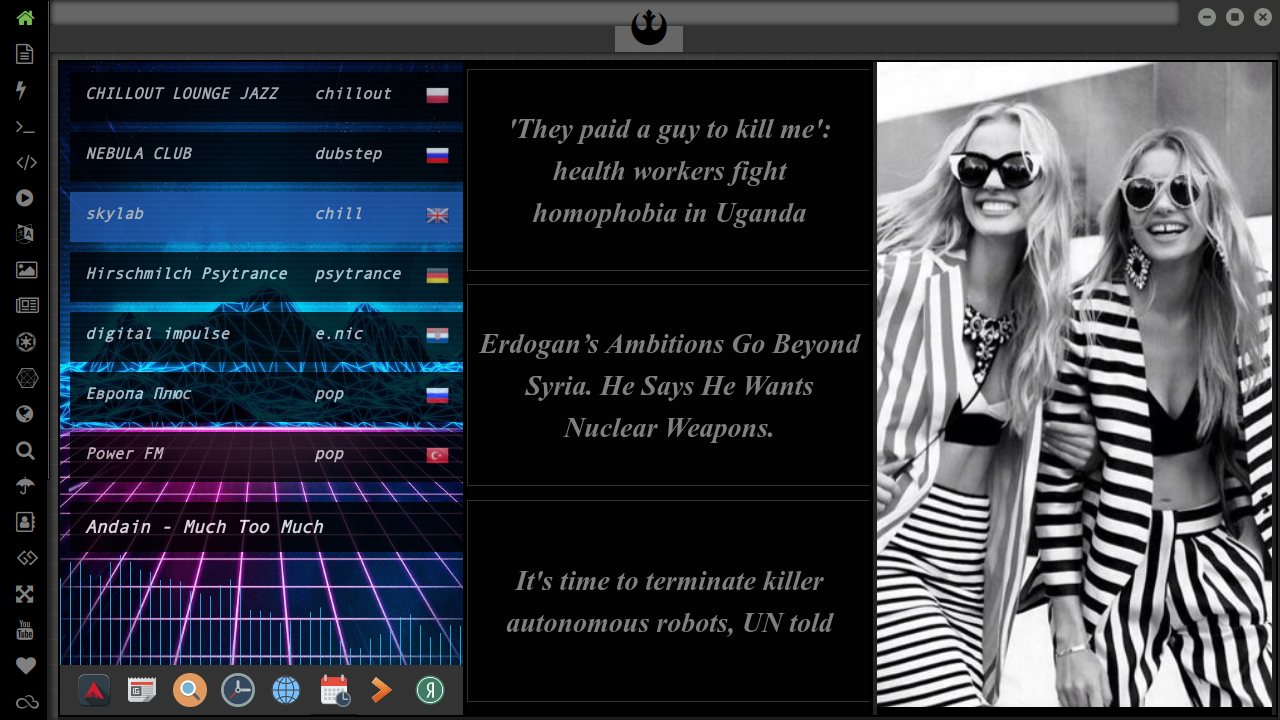 CHILLOUT LOUNGE JAZZ chillout
NEBULA CLUB dubstep
skylab chill
Hirschmilch Psytrance psytrance
digital impulse e.nic
Европа Плюс pop
Power FM pop
Andain - Much Too Much
'They paid a guy to kill me':
health workers fight
homophobia in Uganda
Erdogan’s Ambitions Go Beyond
Syria. He Says He Wants
Nuclear Weapons.
It's time to terminate killer
autonomous robots, UN told
You
Tube
Я